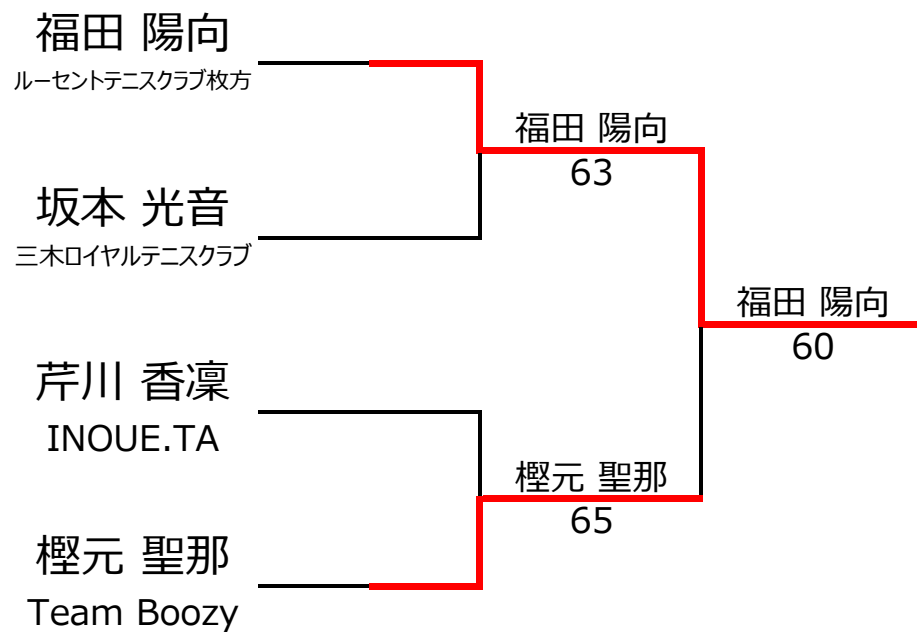 福田 陽向
ルーセントテニスクラブ枚方
坂本 光音
三木ロイヤルテニスクラブ
芹川 香凜
INOUE.TA
樫元 聖那
Team Boozy
福田 陽向
63
樫元 聖那
65
福田 陽向
60